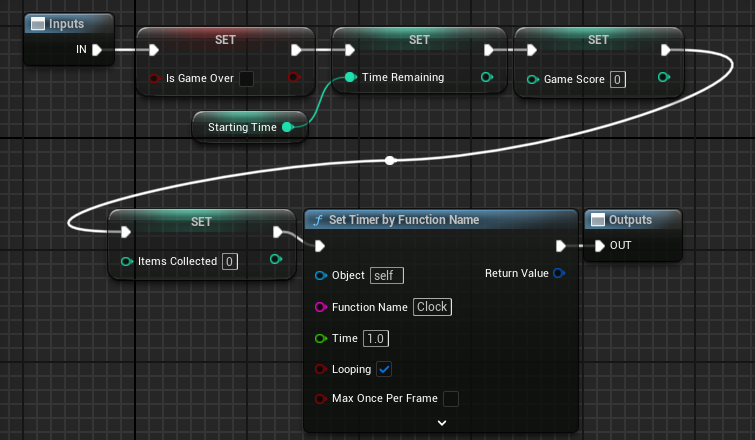 Inputs
IN
SET
Is Game Over
SET
Time Remaining
SET
Game Score 0
Starting Time
SET
Items Collected 0
f Set Timer by Function Name
Object self
Return Value
Function Name Clock
Time 1.0
Looping
Max Once Per Frame
Outputs
OUT